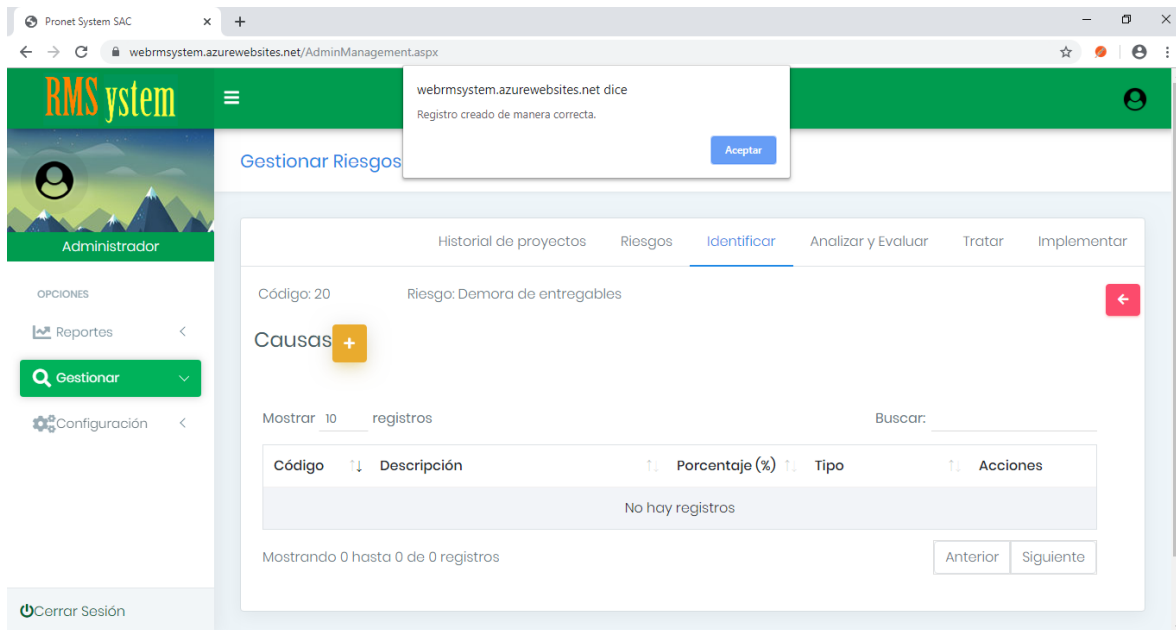 Pronet System SAC
webrmsystem.azurewebsites.net/AdminManagement.aspx
webrmsystem.azurewebsites.net dice
Registro creado de manera correcta.
Aceptar
RMSystem
Gestionar Riesgos
Administrador
OPCIONES
Reportes
Gestionar
Configuración
Cerrar Sesión
Historial de proyectos Riesgos Identificar Analizar y Evaluar Tratar Implementar
Código: 20 Riesgo: Demora de entregables
Causas +
Mostrar 10 registros Buscar:
Código Descripción Porcentaje (%) Tipo Acciones
No hay registros
Mostrando 0 hasta 0 de 0 registros Anterior Siguiente